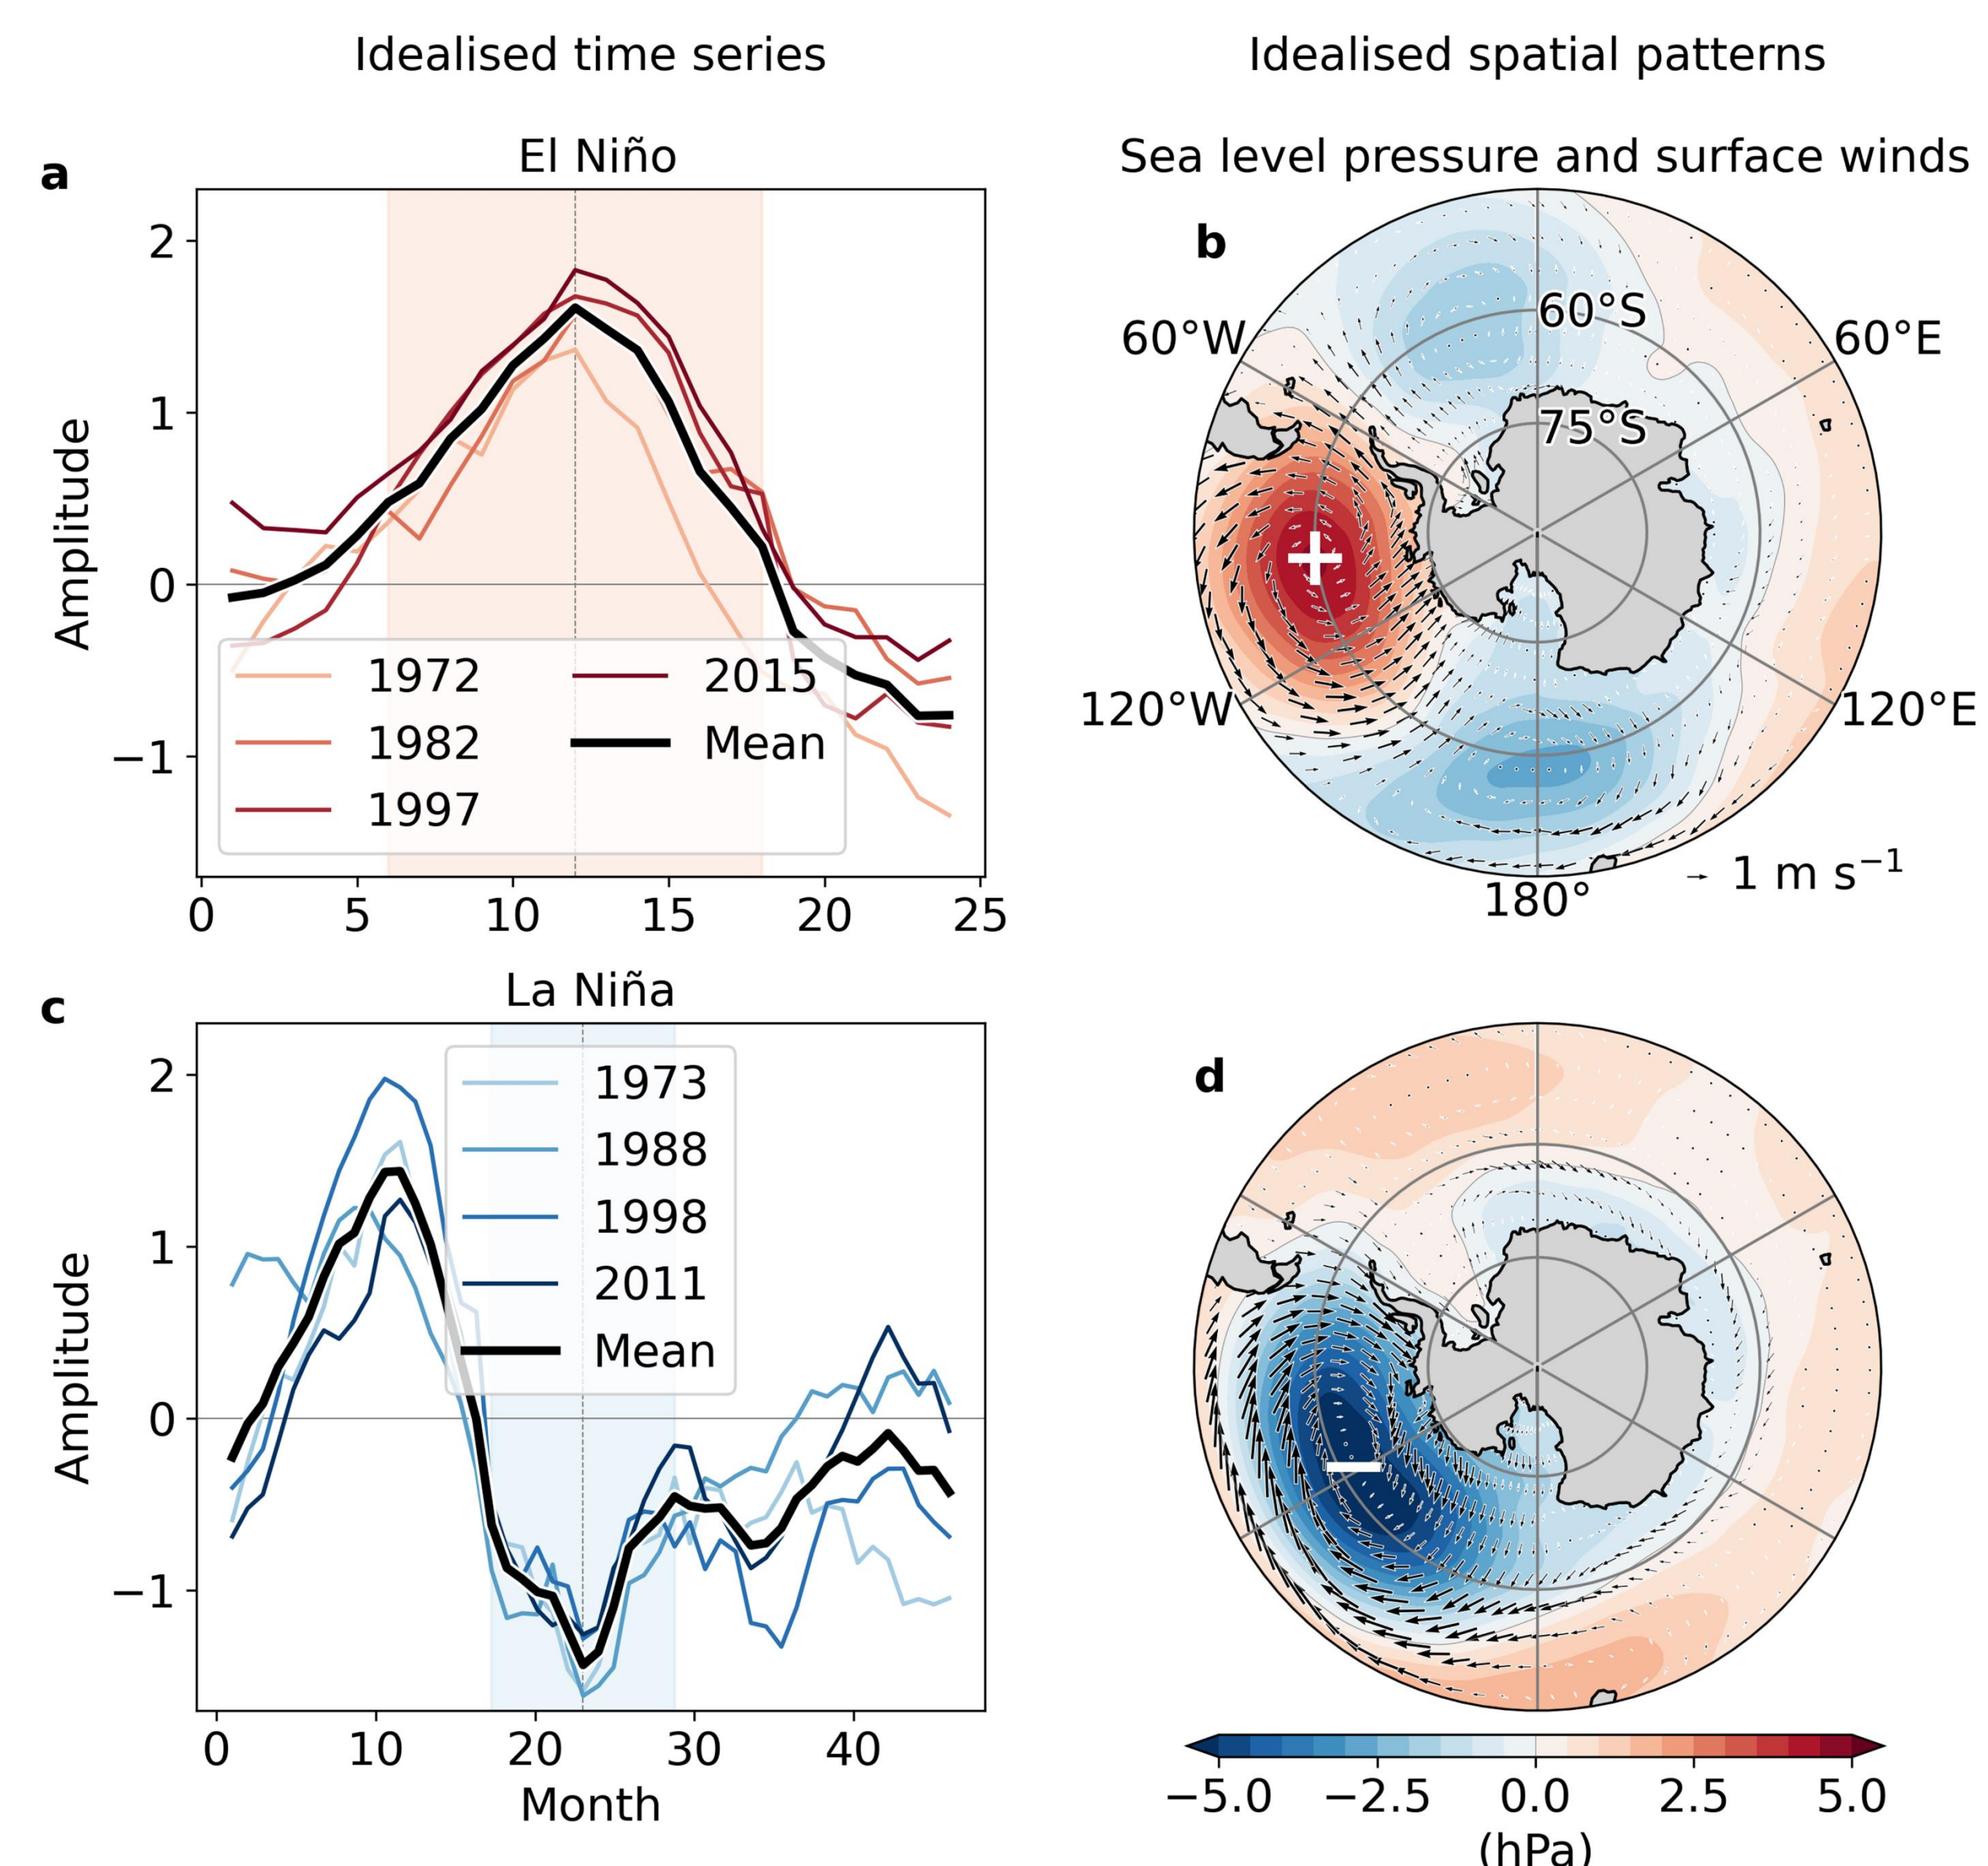 Idealised time series
Idealised spatial patterns
a
El Niño
Sea level pressure and surface winds
b
2
1
0
−1
Amplitude
1972
1982
1997
2015
Mean
0 5 10 15 20 25
60°S
75°S
60°W
60°E
120°W
120°E
180°
1 m s⁻¹
c
La Niña
d
2
1
0
−1
Amplitude
1973
1988
1998
2011
Mean
0 10 20 30 40
Month
−5.0 −2.5 0.0 2.5 5.0
(hPa)